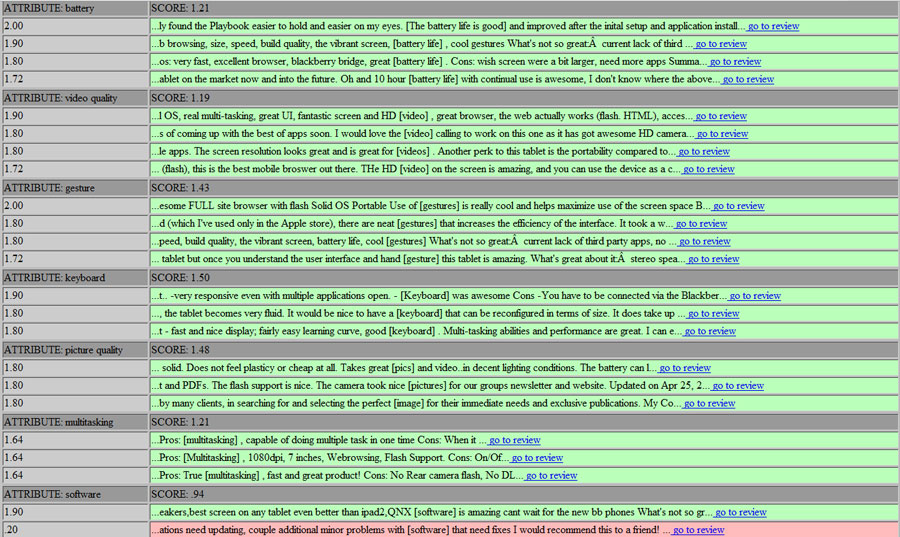 ATTRIBUTE: battery SCORE: 1.21
2.00 ...ly found the Playbook easier to hold and easier on my eyes. [The battery life is good] and improved after the inital setup and application install... go to review
1.90 ...b browsing, size, speed, build quality, the vibrant screen, [battery life] , cool gestures What's not so great:Â current lack of third ... go to review
1.80 ...os: very fast, excellent browser, blackberry bridge, great [battery life] . Cons: wish screen were a bit larger, need more apps Summa... go to review
1.72 ...ablet on the market now and into the future. Oh and 10 hour [battery life] with continual use is awesome, I don't know where the above... go to review
ATTRIBUTE: video quality SCORE: 1.19
1.90 ...l OS, real multi-tasking, great UI, fantastic screen and HD [video] , great browser, the web actually works (flash. HTML), acces... go to review
1.80 ...s of coming up with the best of apps soon. I would love the [video] calling to work on this one as it has got awesome HD camera... go to review
1.80 ...le apps. The screen resolution looks great and is great for [videos] . Another perk to this tablet is the portability compared to... go to review
1.72 ... (flash), this is the best mobile broswer out there. THe HD [video] on the screen is amazing, and you can use the device as a c... go to review
ATTRIBUTE: gesture SCORE: 1.43
2.00 ...esome FULL site browser with flash Solid OS Portable Use of [gestures] is really cool and helps maximize use of the screen space B... go to review
1.80 ...d (which I've used only in the Apple store), there are neat [gestures] that increases the efficiency of the interface. It took a w... go to review
1.80 ...peed, build quality, the vibrant screen, battery life, cool [gestures] What's not so great:Â current lack of third party apps, no ... go to review
1.72 ... tablet but once you understand the user interface and hand [gesture] this tablet is amazing. What's great about it:Â stereo spea... go to review
ATTRIBUTE: keyboard SCORE: 1.50
1.90 ...t.. -very responsive even with multiple applications open. - [Keyboard] was awesome Cons -You have to be connected via the Blackber... go to review
1.80 ..., the tablet becomes very fluid. It would be nice to have a [keyboard] that can be reconfigured in terms of size. It does take up ... go to review
1.80 ...t - fast and nice display; fairly easy learning curve, good [keyboard] . Multi-tasking abilities and performance are great. I can e... go to review
ATTRIBUTE: picture quality SCORE: 1.48
1.80 ... solid. Does not feel plasticy or cheap at all. Takes great [pics] and video..in decent lighting conditions. The battery can l... go to review
1.80 ...t and PDFs. The flash support is nice. The camera took nice [pictures] for our groups newsletter and website. Updated on Apr 25, 2... go to review
1.80 ...by many clients, in searching for and selecting the perfect [image] for their immediate needs and exclusive publications. My Co... go to review
ATTRIBUTE: multitasking SCORE: 1.21
1.64 ...Pros: [multitasking] , capable of doing multiple task in one time Cons: When it ... go to review
1.64 ...Pros: [Multitasking] , 1080dpi, 7 inches, Webrowsing, Flash Support. Cons: On/Of... go to review
1.64 ...Pros: True [multitasking] , fast and great product! Cons: No Rear camera flash, No DL... go to review
ATTRIBUTE: software SCORE: .94
1.90 ...eakers,best screen on any tablet even better than ipad2,QNX [software] is amazing cant wait for the new bb phones What's not so gr... go to review
.20 ...ations need updating, couple additional minor problems with [software] that need fixes I would recommend this to a friend! ... go to review